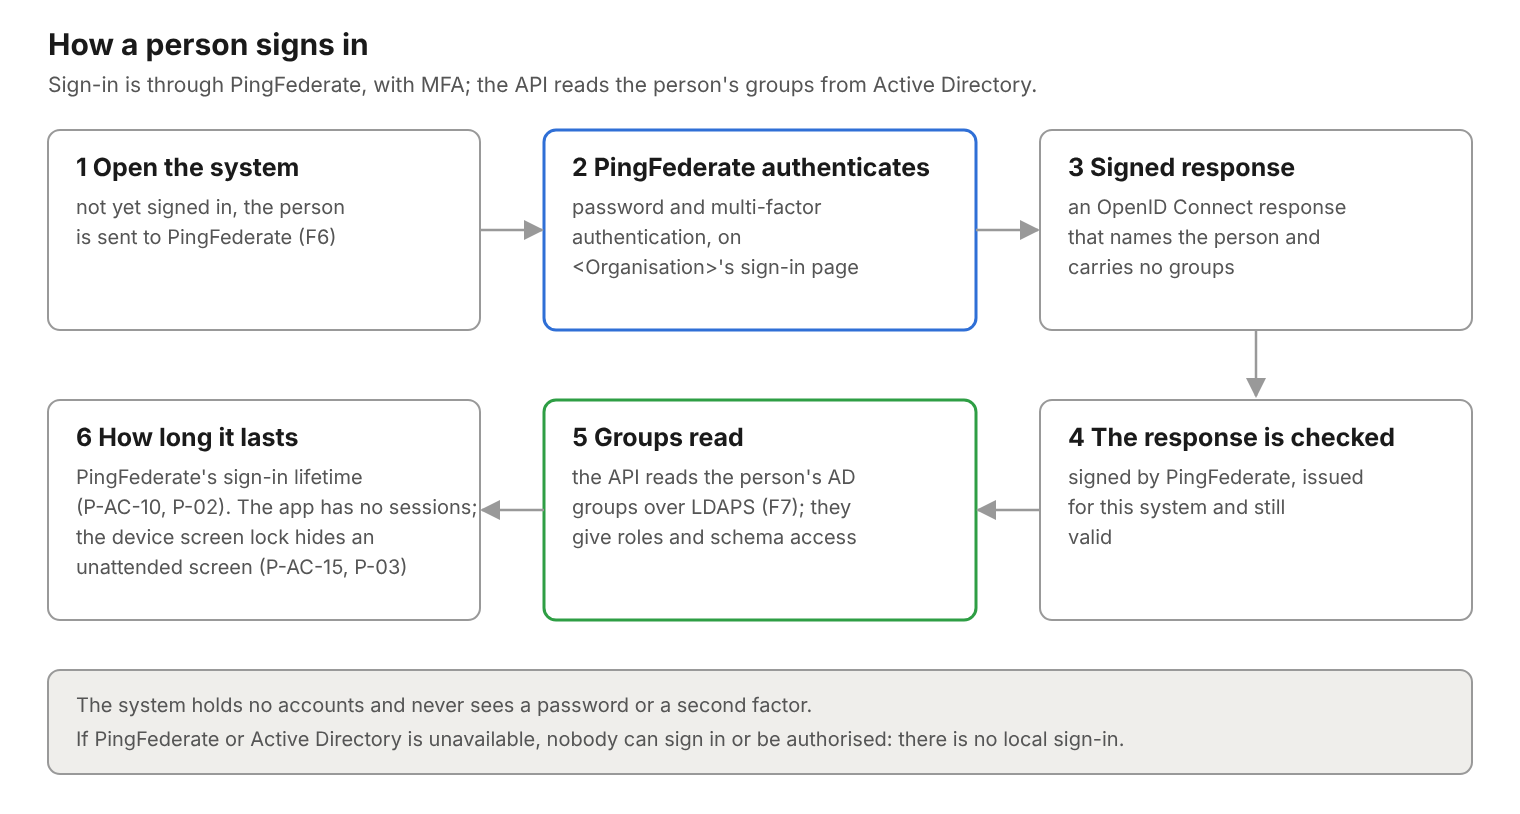 How a person signs in
Sign-in is through PingFederate, with MFA; the API reads the person's groups from Active Directory.
1 Open the system
not yet signed in, the person
is sent to PingFederate (F6)
2 PingFederate authenticates
password and multi-factor
authentication, on
<Organisation>'s sign-in page
3 Signed response
an OpenID Connect response
that names the person and
carries no groups
4 The response is checked
signed by PingFederate, issued
for this system and still
valid
5 Groups read
the API reads the person's AD
groups over LDAPS (F7); they
give roles and schema access
6 How long it lasts
PingFederate's sign-in lifetime
(P-AC-10, P-02). The app has no sessions;
the device screen lock hides an
unattended screen (P-AC-15, P-03)
The system holds no accounts and never sees a password or a second factor.
If PingFederate or Active Directory is unavailable, nobody can sign in or be authorised: there is no local sign-in.